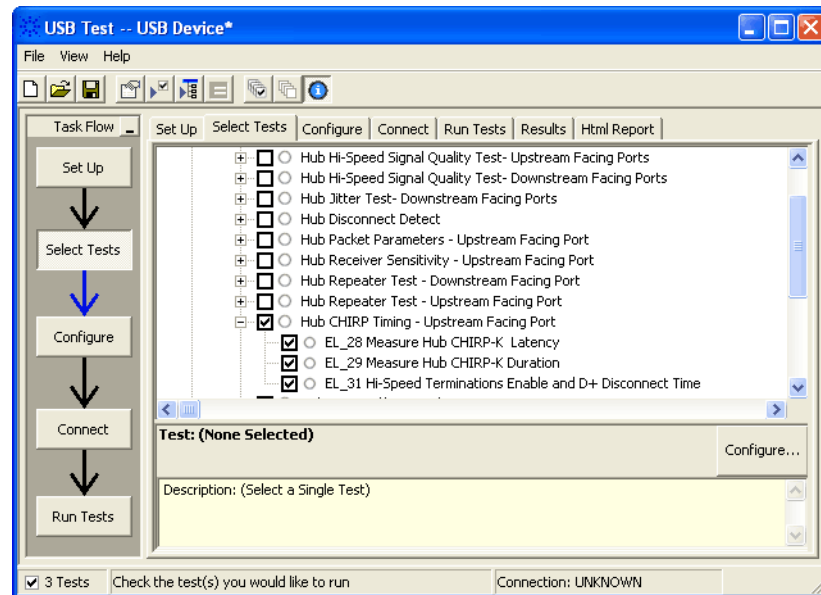 USB Test -- USB Device*
File View Help
Task Flow
Set Up
Select Tests
Configure
Connect
Run Tests
Set Up Select Tests Configure Connect Run Tests Results Html Report
Hub Hi-Speed Signal Quality Test- Upstream Facing Ports
Hub Hi-Speed Signal Quality Test- Downstream Facing Ports
Hub Jitter Test- Downstream Facing Ports
Hub Disconnect Detect
Hub Packet Parameters - Upstream Facing Port
Hub Receiver Sensitivity - Upstream Facing Port
Hub Repeater Test - Downstream Facing Port
Hub Repeater Test - Upstream Facing Port
Hub CHIRP Timing - Upstream Facing Port
EL_28 Measure Hub CHIRP-K Latency
EL_29 Measure Hub CHIRP-K Duration
EL_31 Hi-Speed Terminations Enable and D+ Disconnect Time
Test: (None Selected)
Configure...
Description: (Select a Single Test)
3 Tests Check the test(s) you would like to run Connection: UNKNOWN